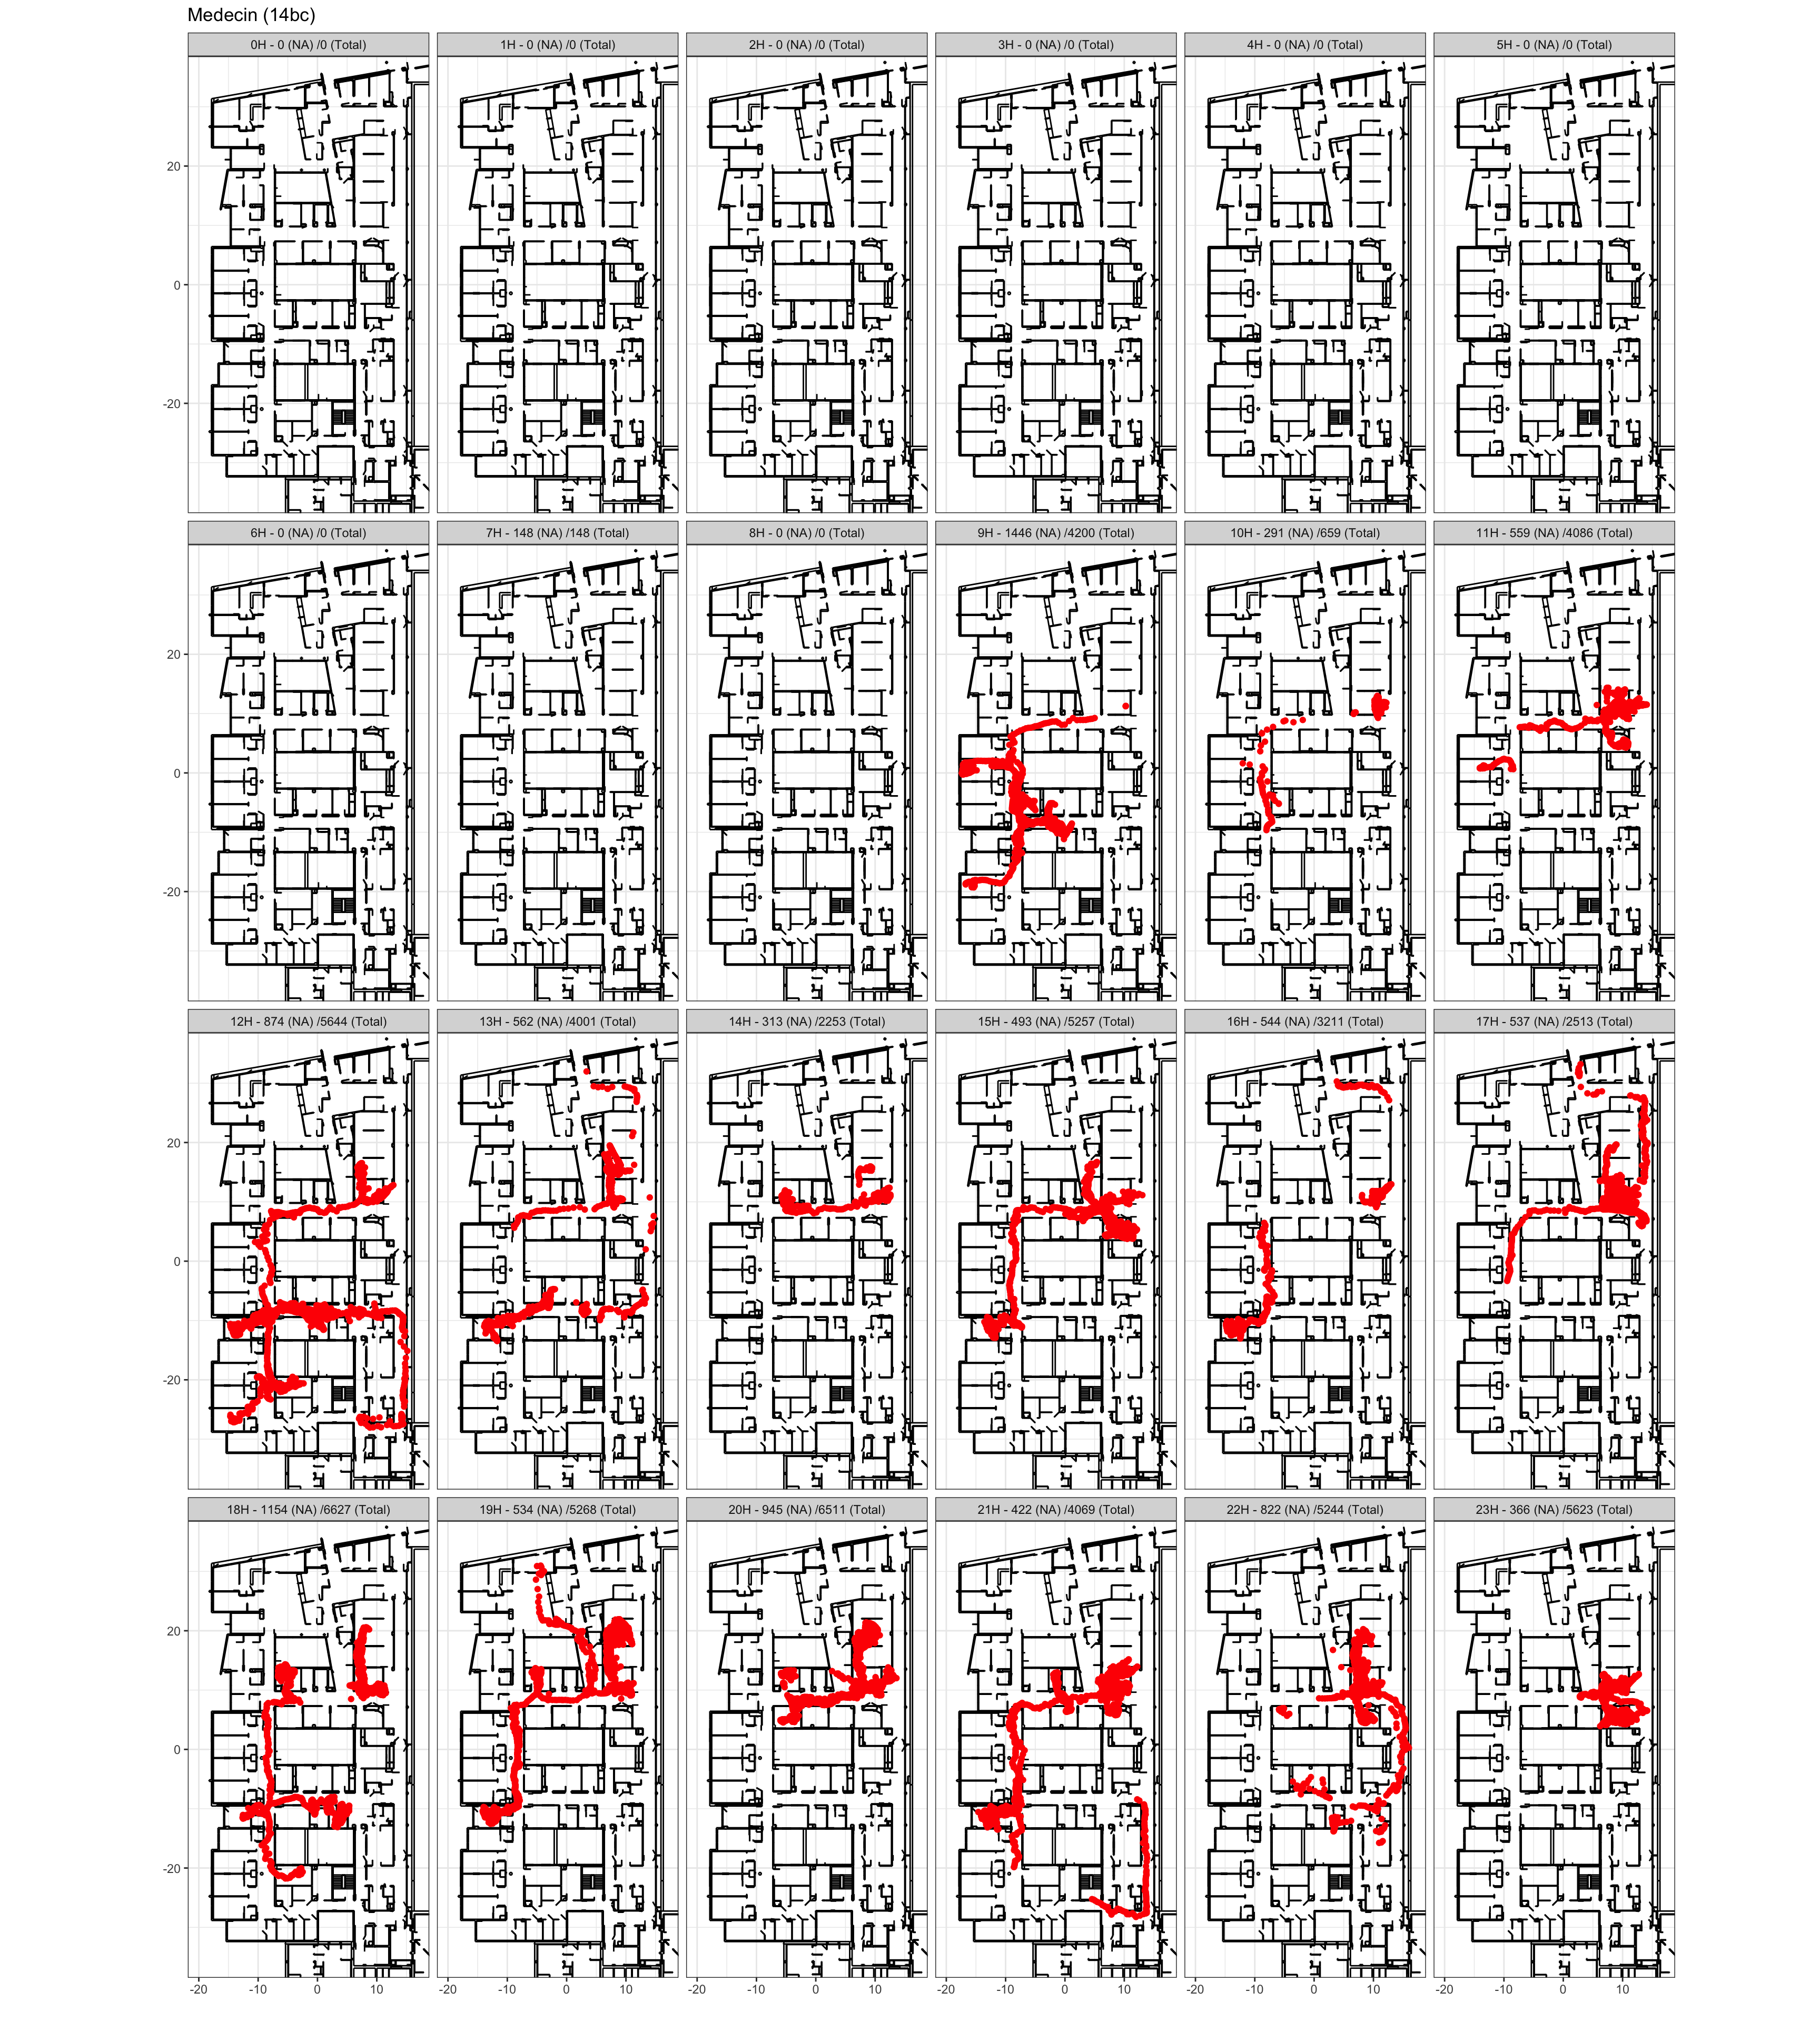 Medecin (14bc)
0H - 0 (NA) /0 (Total) 1H - 0 (NA) /0 (Total) 2H - 0 (NA) /0 (Total) 3H - 0 (NA) /0 (Total) 4H - 0 (NA) /0 (Total) 5H - 0 (NA) /0 (Total)
20
0
-20
6H - 0 (NA) /0 (Total) 7H - 148 (NA) /148 (Total) 8H - 0 (NA) /0 (Total) 9H - 1446 (NA) /4200 (Total) 10H - 291 (NA) /659 (Total) 11H - 559 (NA) /4086 (Total)
20
0
-20
12H - 874 (NA) /5644 (Total) 13H - 562 (NA) /4001 (Total) 14H - 313 (NA) /2253 (Total) 15H - 493 (NA) /5257 (Total) 16H - 544 (NA) /3211 (Total) 17H - 537 (NA) /2513 (Total)
20
0
-20
18H - 1154 (NA) /6627 (Total) 19H - 534 (NA) /5268 (Total) 20H - 945 (NA) /6511 (Total) 21H - 422 (NA) /4069 (Total) 22H - 822 (NA) /5244 (Total) 23H - 366 (NA) /5623 (Total)
20
0
-20
-20 -10 0 10 -20 -10 0 10 -20 -10 0 10 -20 -10 0 10 -20 -10 0 10 -20 -10 0 10